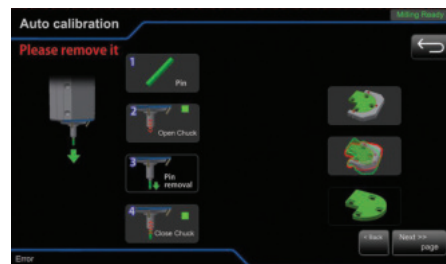 Milling Ready
Auto calibration
Please remove it
1
Pin
2
Open Chuck
3
Pin
removal
4
Close Chuck
< Back
Next >>
page
Error